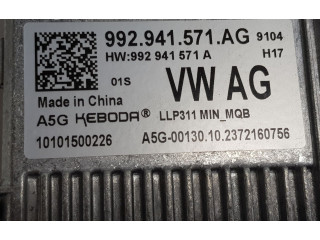 992.941.571.AG 9104
HW:992 941 571 A H17
01S VW AG
Made in China
A5G KEBODA® LLP311 MIN_MQB
10101500226 A5G-00130.10.2372160756